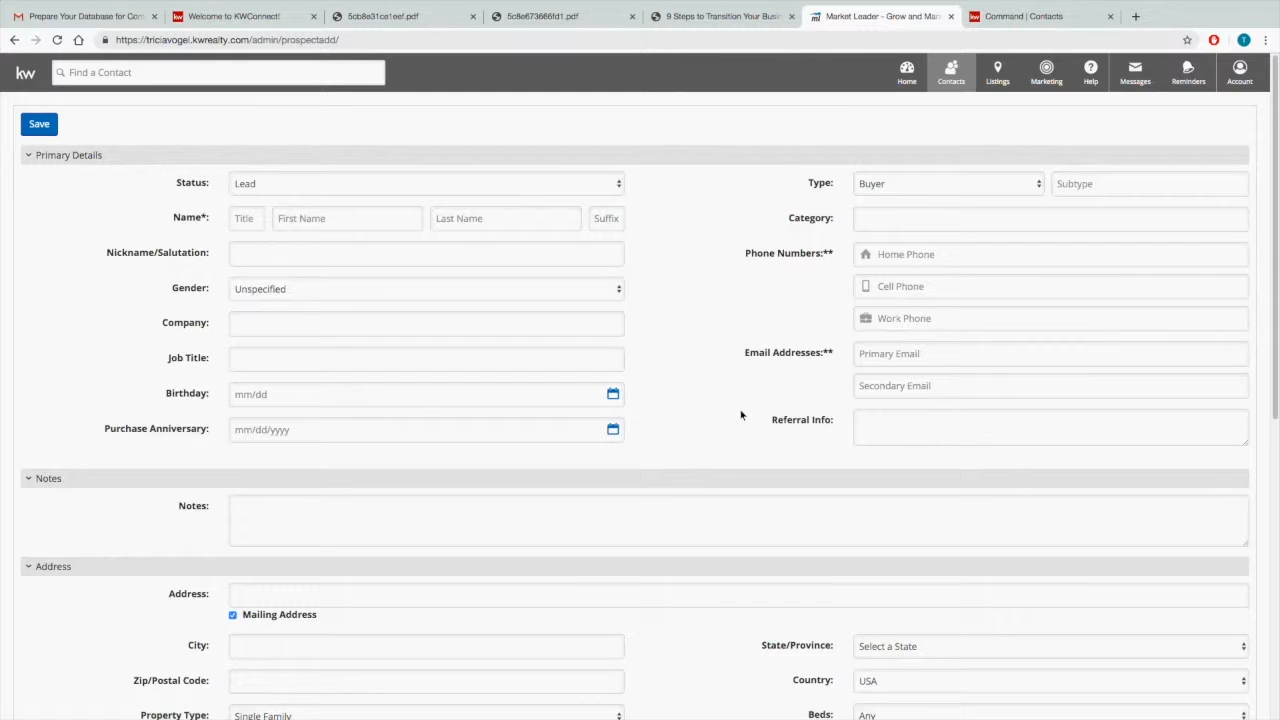 Prepare Your Database for Com
Welcome to KWConnect!
5cb8e31ce1eef.pdf
5c8e673666fd1.pdf
9 Steps to Transition Your Busin
Market Leader - Grow and Man
Command | Contacts
https://triciavogel.kwrealty.com/admin/prospectadd/
T
kw
Find a Contact
Home
Contacts
Listings
Marketing
Help
Messages
Reminders
Account
Save
Primary Details
Status:
Lead
Type:
Buyer
Subtype
Name*:
Title
First Name
Last Name
Suffix
Category:
Nickname/Salutation:
Phone Numbers:**
Home Phone
Gender:
Unspecified
Cell Phone
Company:
Work Phone
Job Title:
Email Addresses:**
Primary Email
Birthday:
mm/dd
Secondary Email
Purchase Anniversary:
mm/dd/yyyy
Referral Info:
Notes
Notes:
Address
Address:
Mailing Address
City:
State/Province:
Select a State
Zip/Postal Code:
Country:
USA
Property Type:
Single Family
Beds:
Any